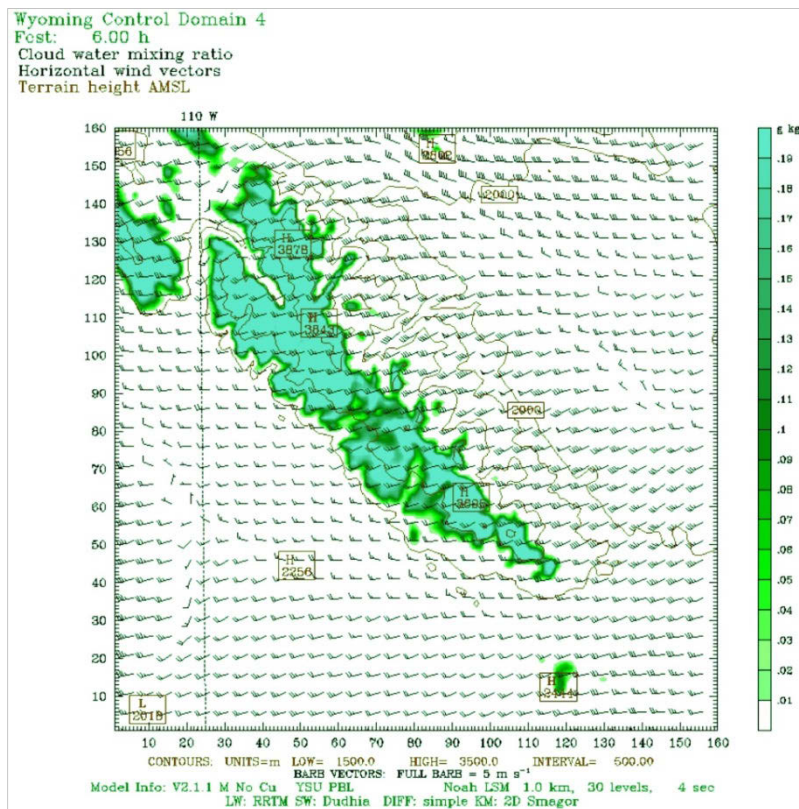 Wyoming Control Domain 4
Fcst: 6.00 h
Cloud water mixing ratio
Horizontal wind vectors
Terrain height AMSL
110 W
g kg
160
150
140
130
120
110
100
90
80
70
60
50
40
30
20
10
H
2000
H
3878
H
3843
2000
H
H
2256
H
L
10 20 30 40 50 60 70 80 90 100 110 120 130 140 150 160
.19
.18
.17
.16
.15
.14
.13
.12
.11
.1
.09
.08
.07
.06
.05
.04
.03
.02
.01
CONTOURS: UNITS=m LOW= 1500.0 HIGH= 3500.0 INTERVAL= 500.00
BARB VECTORS: FULL BARB = 5 m s⁻¹
Model Info: V2.1.1 M No Cu YSU PBL Noah LSM 1.0 km, 30 levels, 4 sec
LW: RRTM SW: Dudhia DIFF: simple KM: 2D Smagor